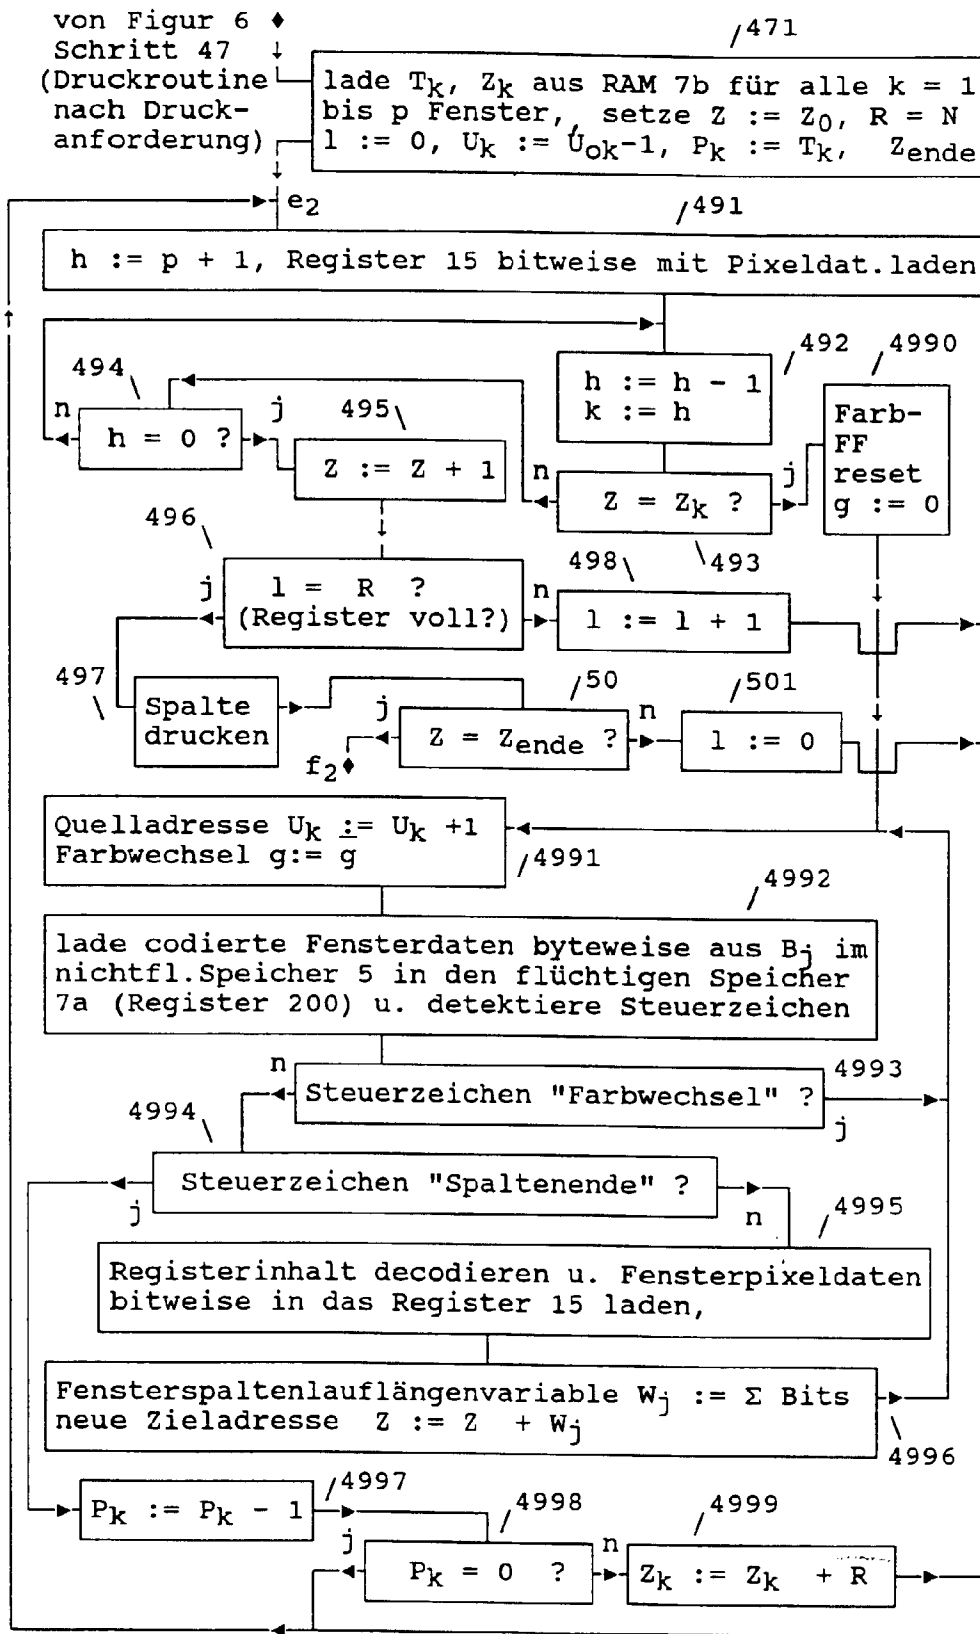 von Figur 6 ♦
Schritt 47 ↓
(Druckroutine
nach Druck-
anforderung)
471
lade Tk, Zk aus RAM 7b für alle k = 1
bis p Fenster, setze Z := Z0, R = N
l := 0, Uk := Uok-1, Pk := Tk, Zende
e2
491
h := p + 1, Register 15 bitweise mit Pixeldat.laden
492
h := h - 1
k := h
4990
Farb-
FF
reset
g := 0
494
n
h = 0 ?
j
495
Z := Z + 1
n
Z = Zk ?
j
493
496
j
l = R ?
(Register voll?)
n
498
l := l + 1
497
Spalte
drucken
j
50
Z = Zende ?
n
501
l := 0
f2♦
Quelladresse Uk := Uk +1
Farbwechsel g:= g̅
4991
4992
lade codierte Fensterdaten byteweise aus Bj im
nichtfl.Speicher 5 in den flüchtigen Speicher
7a (Register 200) u. detektiere Steuerzeichen
n
Steuerzeichen "Farbwechsel" ?
4993
j
4994
Steuerzeichen "Spaltenende" ?
j
n
4995
Registerinhalt decodieren u. Fensterpixeldaten
bitweise in das Register 15 laden,
Fensterspaltenlauflängenvariable Wj := Σ Bits
neue Zieladresse Z := Z + Wj
4996
Pk := Pk - 1
4997
j
4998
Pk = 0 ?
n
4999
Zk := Zk + R